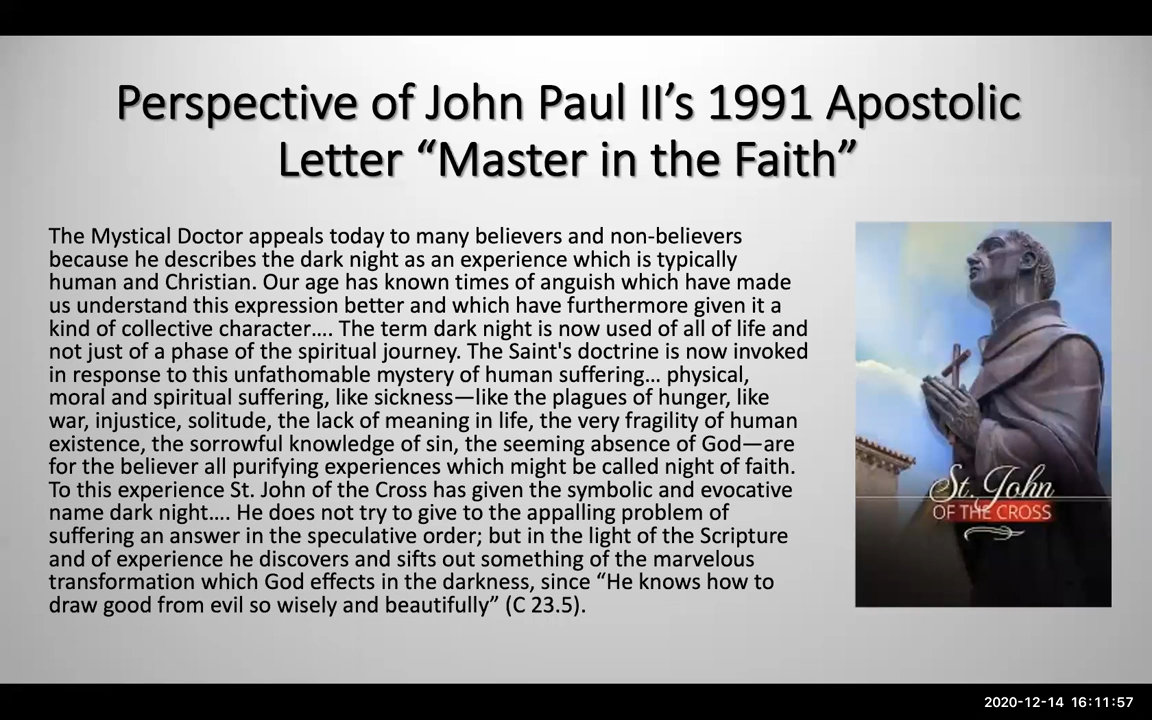 Perspective of John Paul II’s 1991 Apostolic
Letter “Master in the Faith”
The Mystical Doctor appeals today to many believers and non-believers
because he describes the dark night as an experience which is typically
human and Christian. Our age has known times of anguish which have made
us understand this expression better and which have furthermore given it a
kind of collective character…. The term dark night is now used of all of life and
not just of a phase of the spiritual journey. The Saint's doctrine is now invoked
in response to this unfathomable mystery of human suffering… physical,
moral and spiritual suffering, like sickness—like the plagues of hunger, like
war, injustice, solitude, the lack of meaning in life, the very fragility of human
existence, the sorrowful knowledge of sin, the seeming absence of God—are
for the believer all purifying experiences which might be called night of faith.
To this experience St. John of the Cross has given the symbolic and evocative
name dark night…. He does not try to give to the appalling problem of
suffering an answer in the speculative order; but in the light of the Scripture
and of experience he discovers and sifts out something of the marvelous
transformation which God effects in the darkness, since “He knows how to
draw good from evil so wisely and beautifully” (C 23.5).
St. John
OF THE CROSS
2020-12-14 16:11:57